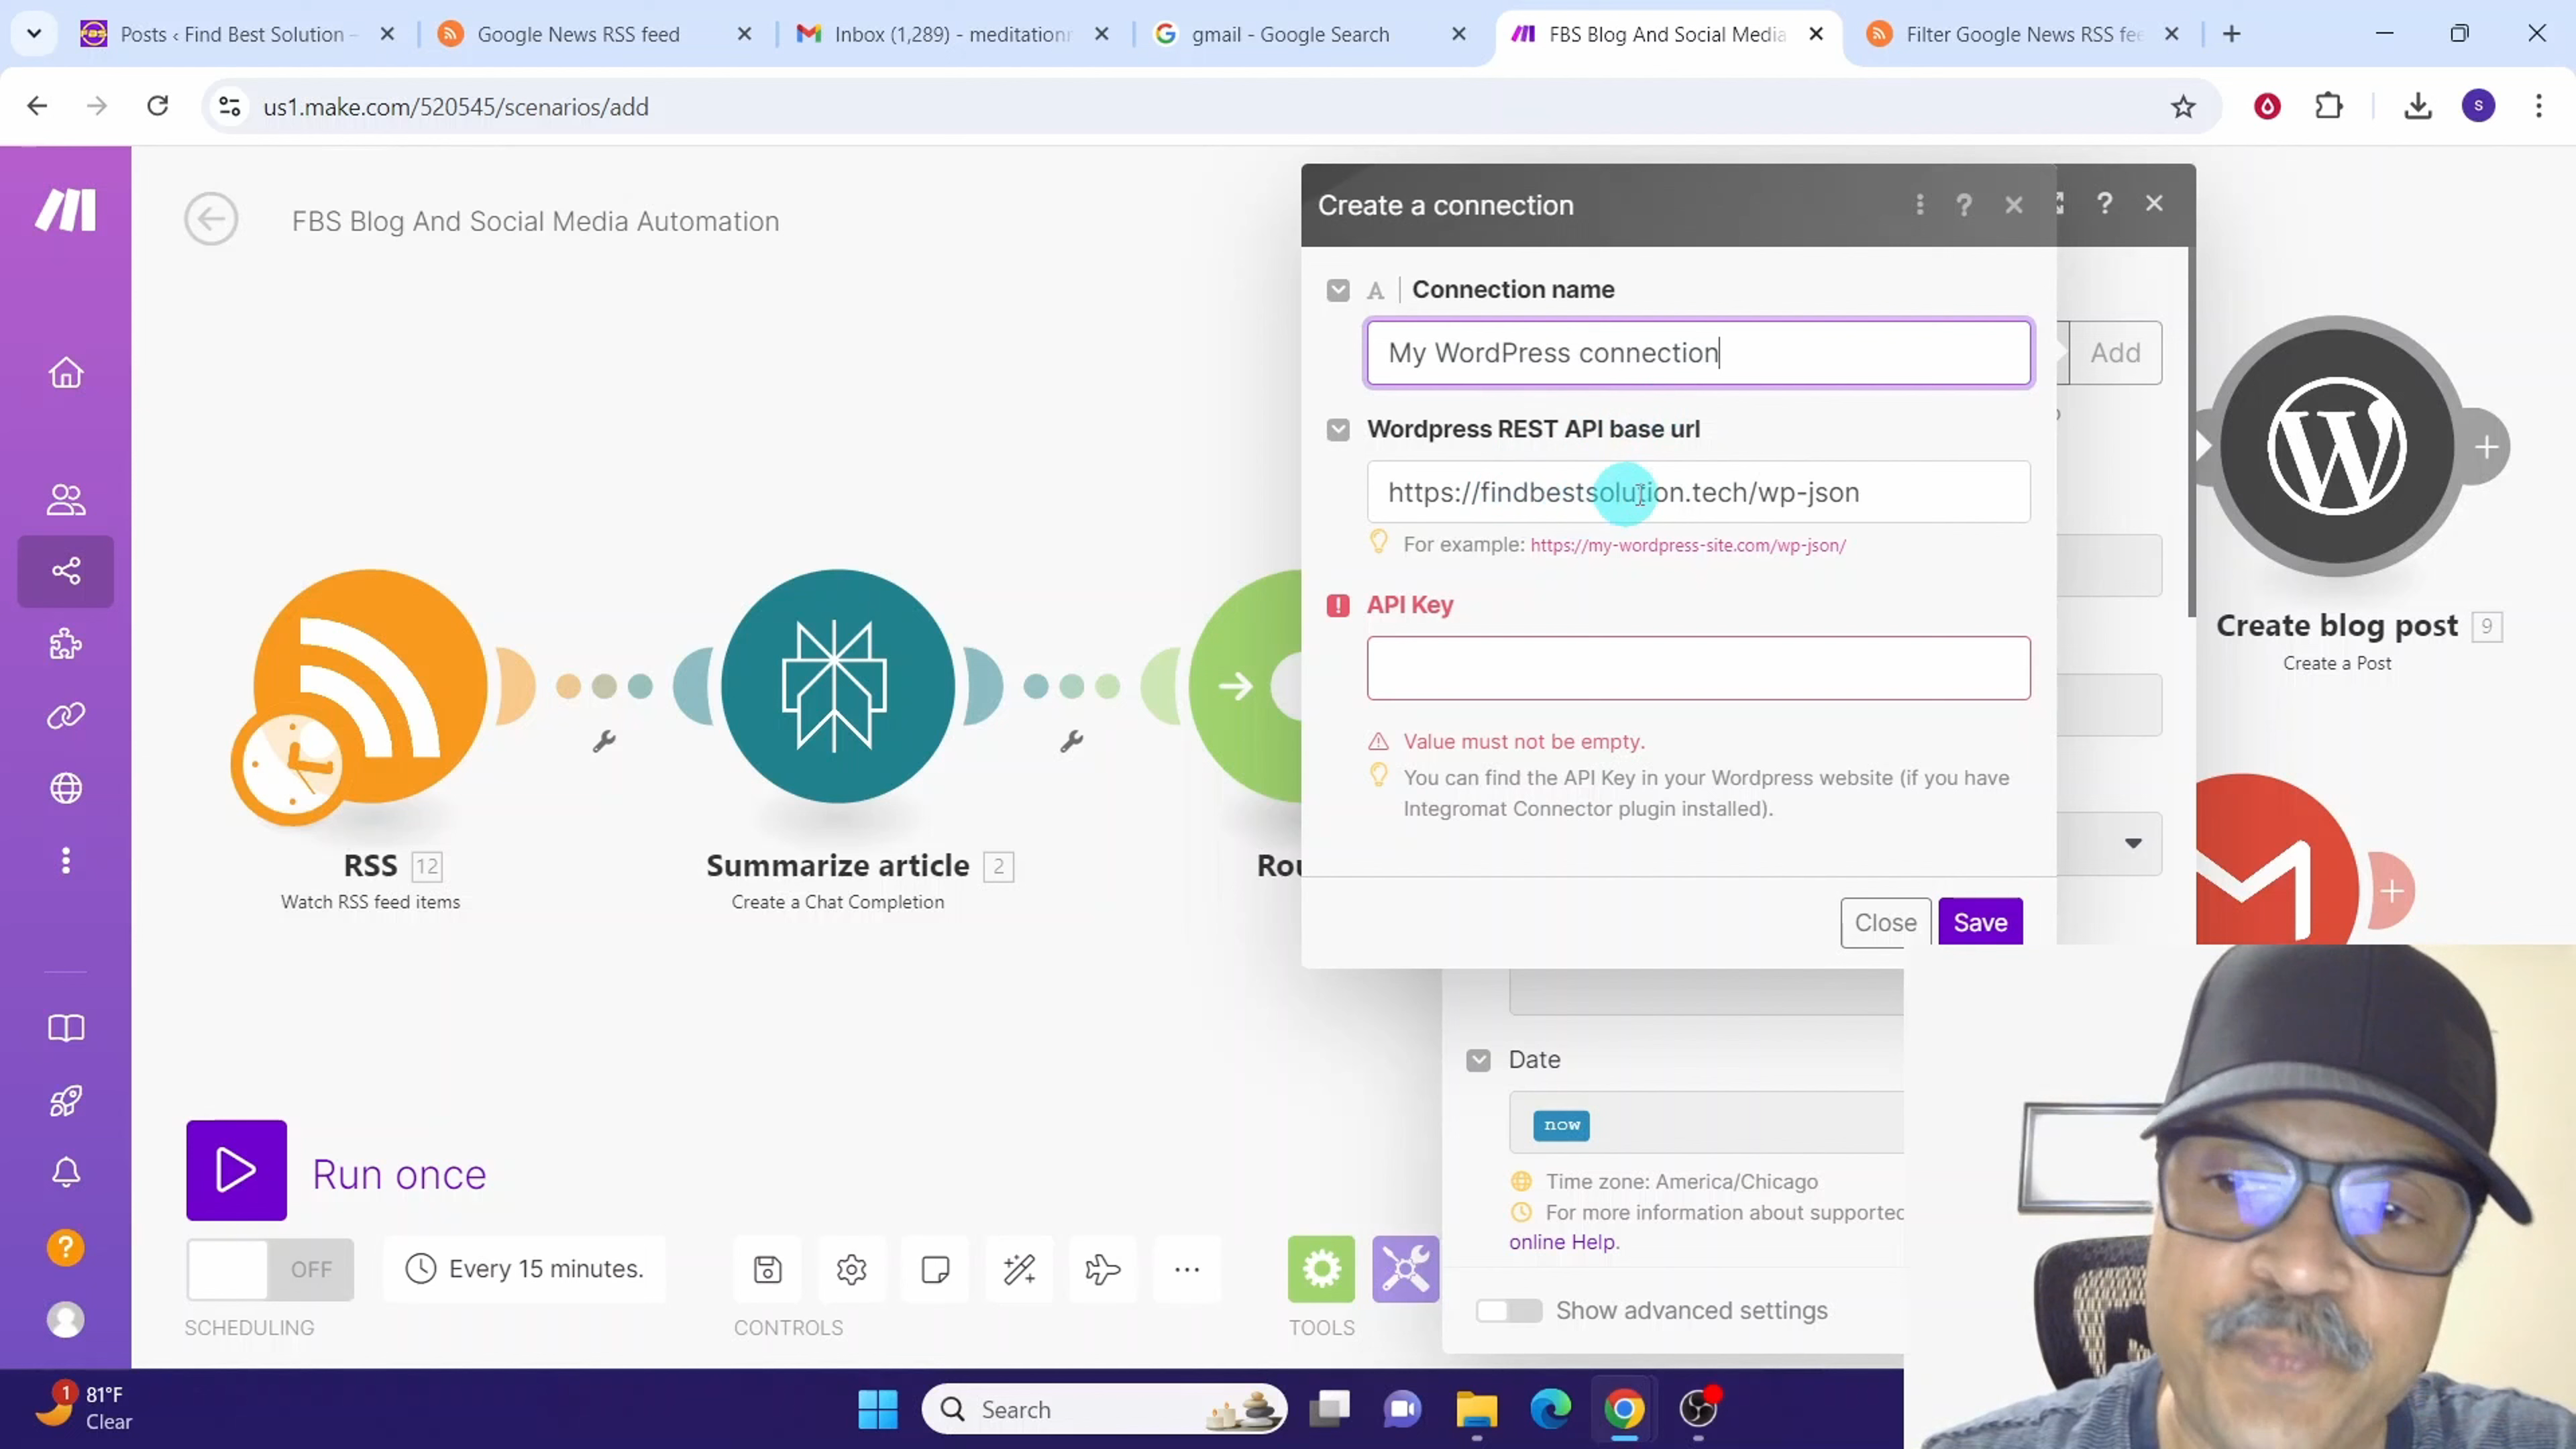 Posts ‹ Find Best Solution –
Google News RSS feed
Inbox (1,289) - meditation
gmail - Google Search
FBS Blog And Social Media
Filter Google News RSS fee
us1.make.com/520545/scenarios/add
S
FBS Blog And Social Media Automation
Create a connection
A Connection name
My WordPress connection
Add
Wordpress REST API base url
https://findbestsolution.tech/wp-json
For example: https://my-wordpress-site.com/wp-json/
API Key
Value must not be empty.
You can find the API Key in your Wordpress website (if you have
Integromat Connector plugin installed).
Close
Save
Create blog post 9
Create a Post
RSS 12
Watch RSS feed items
Summarize article 2
Create a Chat Completion
Rou
Date
now
Time zone: America/Chicago
For more information about supported
online Help.
Show advanced settings
Run once
OFF
Every 15 minutes.
SCHEDULING
CONTROLS
TOOLS
1
81°F
Clear
Search